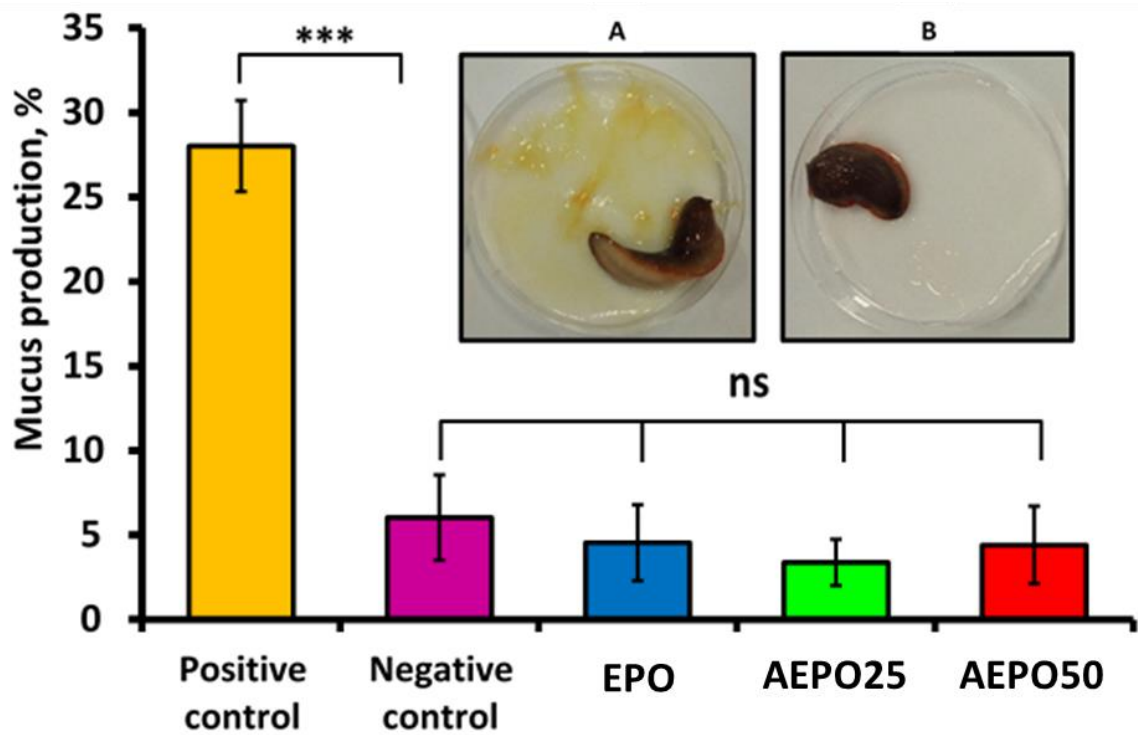 Mucus production, %
35
30
25
20
15
10
5
0
***
A
B
ns
Positive
control
Negative
control
EPO
AEPO25
AEPO50